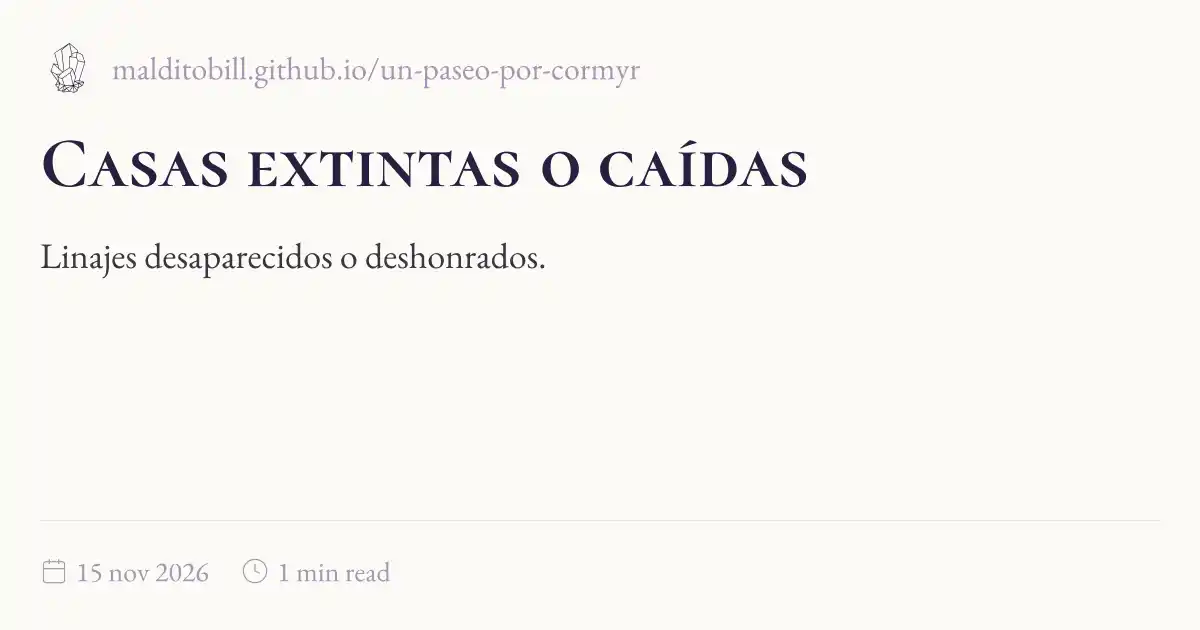 malditobill.github.io/un-paseo-por-cormyr
Casas extintas o caídas
Linajes desaparecidos o deshonrados.
15 nov 2026 1 min read